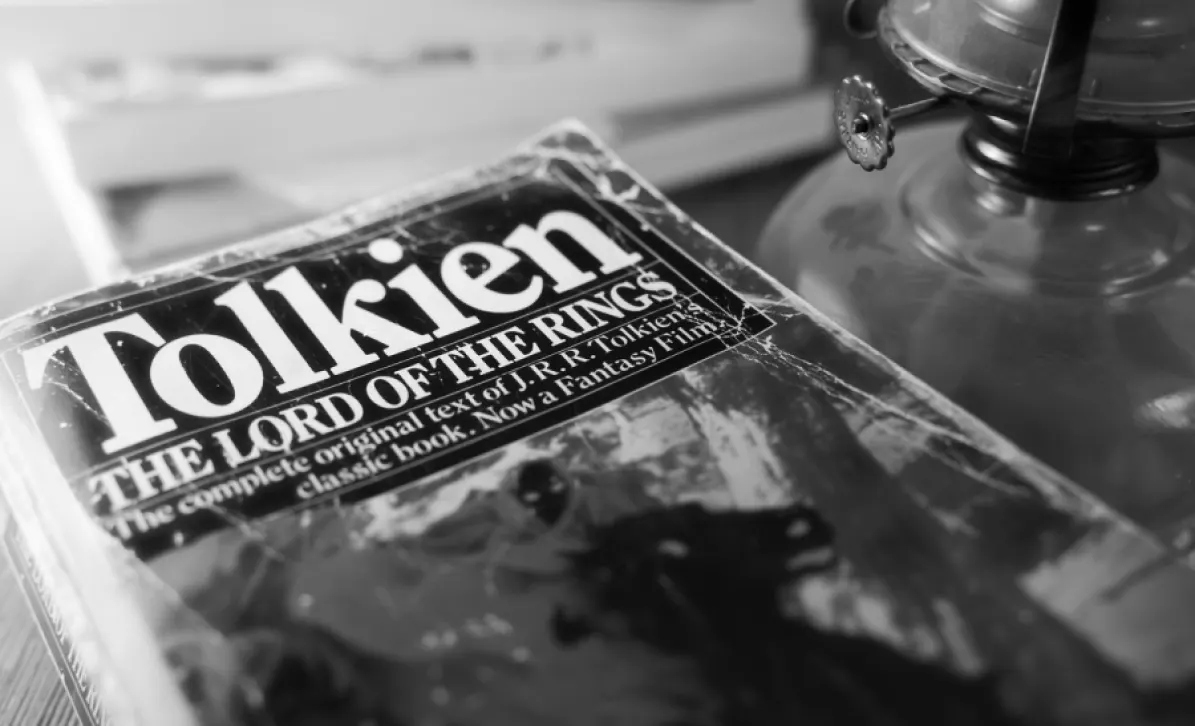 Tolkien
THE LORD OF THE RINGS
The complete original text of J.R.R. Tolkien's
classic book. Now a Fantasy Film.